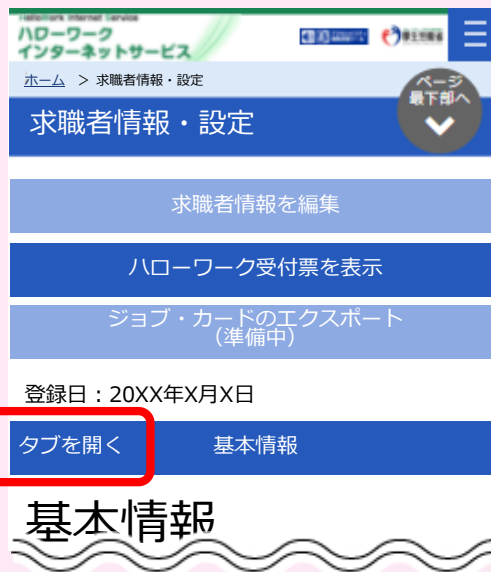 HelloWork Internet Service
ハローワーク
インターネットサービス
ホーム > 求職者情報・設定
ページ
最下部へ
求職者情報・設定
求職者情報を編集
ハローワーク受付票を表示
ジョブ・カードのエクスポート
（準備中）
登録日：20XX年X月X日
タブを開く 基本情報
基本情報